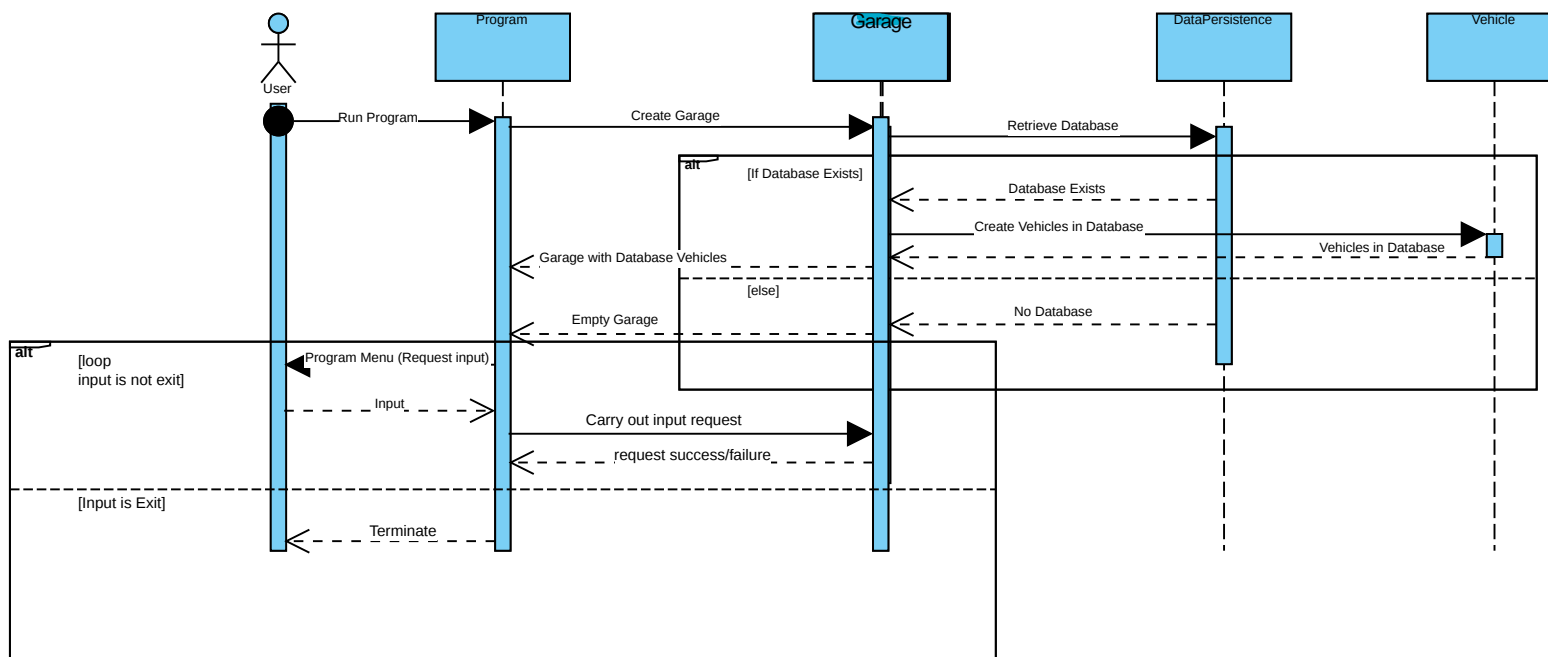 Program
Garage
DataPersistence
Vehicle
User
Run Program
Create Garage
Retrieve Database
alt
[If Database Exists]
Database Exists
Create Vehicles in Database
Vehicles in Database
Garage with Database Vehicles
[else]
No Database
Empty Garage
alt
[loop
input is not exit]
Program Menu (Request input)
Input
Carry out input request
request success/failure
[Input is Exit]
Terminate